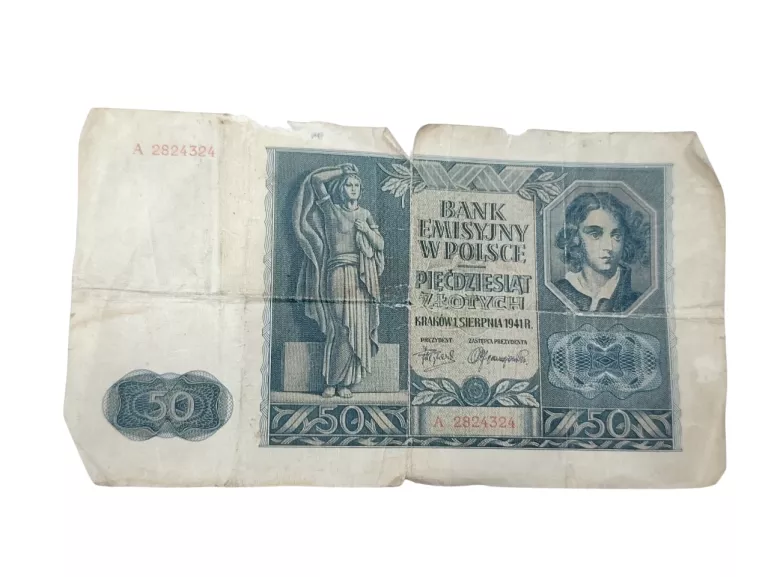 A 2824324
BANK
EMISYJNY
W POLSCE
PIĘĆDZIESIĄT
ZŁOTYCH
KRAKÓW 1 SIERPNIA 1941 R.
PREZYDENT ZASTĘPCA PREZYDENTA
50
50
A 2824324
50